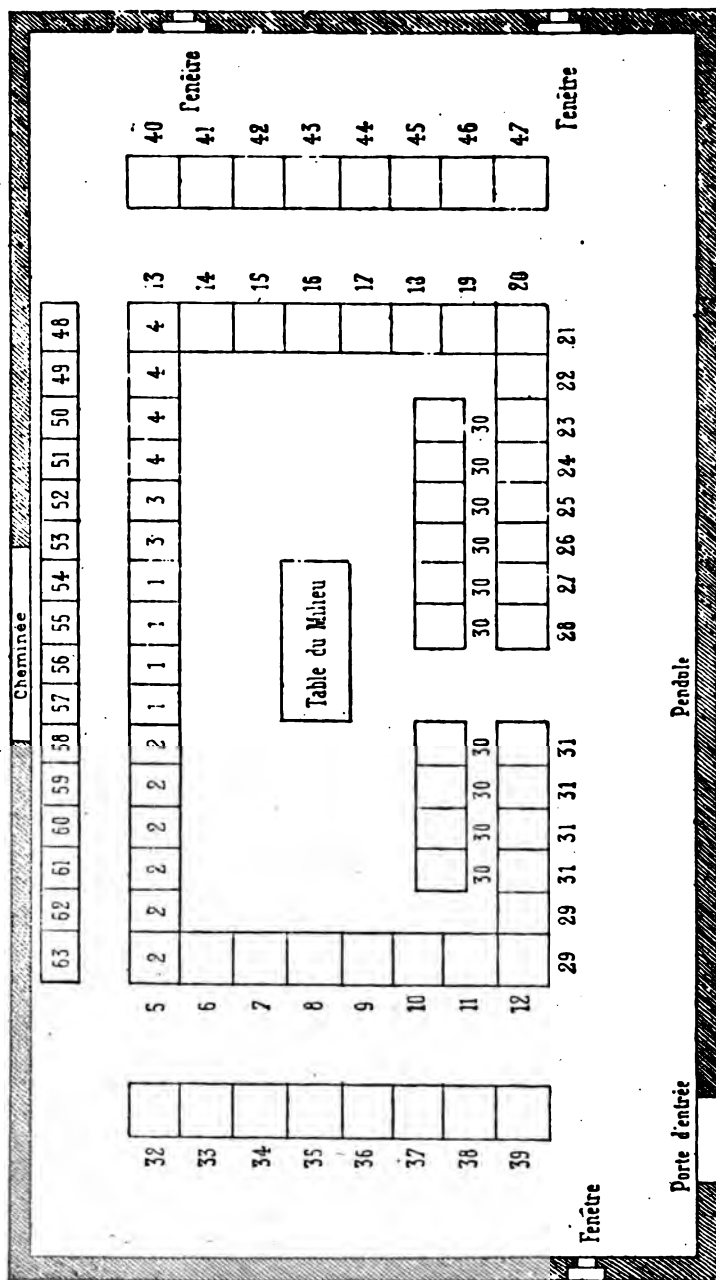 Cheminée
63 62 61 60 59 58 57 56 55 54 53 52 51 50 49 48
32 5 2 2 2 2 2 2 1 1 1 1 3 3 4 4 4 4 13 40
Fenêtre
33 6 14 41
34 7 15 42
35 8 16 43
Table du Milieu
36 9 17 44
37 10 18 45
38 11 30 30 30 30 30 30 30 30 30 30 19 46
39 12 20 47
29 29 31 31 31 31 28 27 26 25 24 23 22 21
Fenêtre
Fenêtre
Porte d'entrée
Pendule